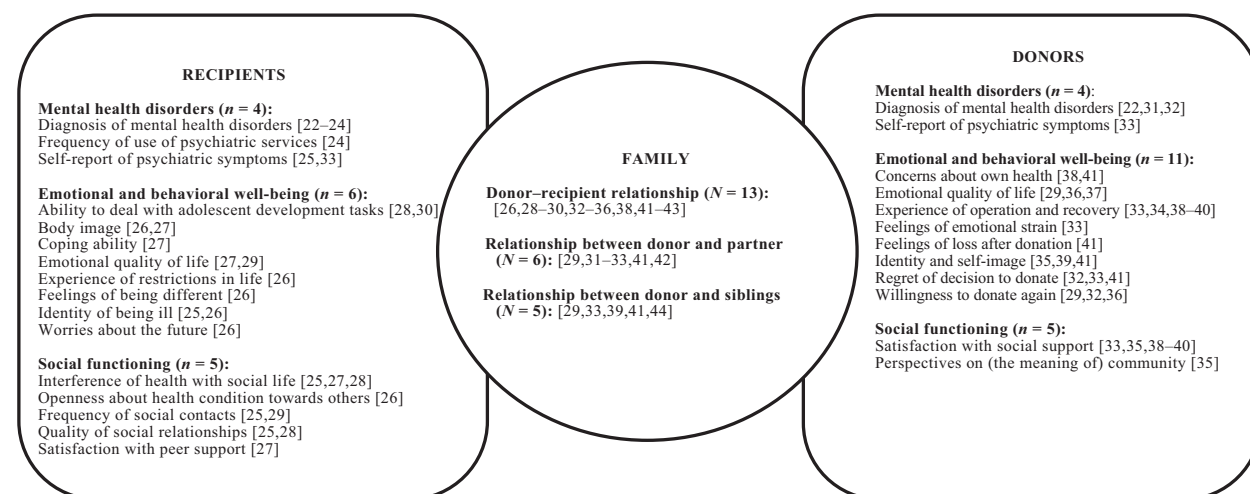 RECIPIENTS
Mental health disorders (n = 4):
Diagnosis of mental health disorders [22–24]
Frequency of use of psychiatric services [24]
Self-report of psychiatric symptoms [25,33]
Emotional and behavioral well-being (n = 6):
Ability to deal with adolescent development tasks [28,30]
Body image [26,27]
Coping ability [27]
Emotional quality of life [27,29]
Experience of restrictions in life [26]
Feelings of being different [26]
Identity of being ill [25,26]
Worries about the future [26]
Social functioning (n = 5):
Interference of health with social life [25,27,28]
Openness about health condition towards others [26]
Frequency of social contacts [25,29]
Quality of social relationships [25,28]
Satisfaction with peer support [27]
FAMILY
Donor–recipient relationship (N = 13):
[26,28–30,32–36,38,41–43]
Relationship between donor and partner
(N = 6): [29,31–33,41,42]
Relationship between donor and siblings
(N = 5): [29,33,39,41,44]
DONORS
Mental health disorders (n = 4):
Diagnosis of mental health disorders [22,31,32]
Self-report of psychiatric symptoms [33]
Emotional and behavioral well-being (n = 11):
Concerns about own health [38,41]
Emotional quality of life [29,36,37]
Experience of operation and recovery [33,34,38–40]
Feelings of emotional strain [33]
Feelings of loss after donation [41]
Identity and self-image [35,39,41]
Regret of decision to donate [32,33,41]
Willingness to donate again [29,32,36]
Social functioning (n = 5):
Satisfaction with social support [33,35,38–40]
Perspectives on (the meaning of) community [35]